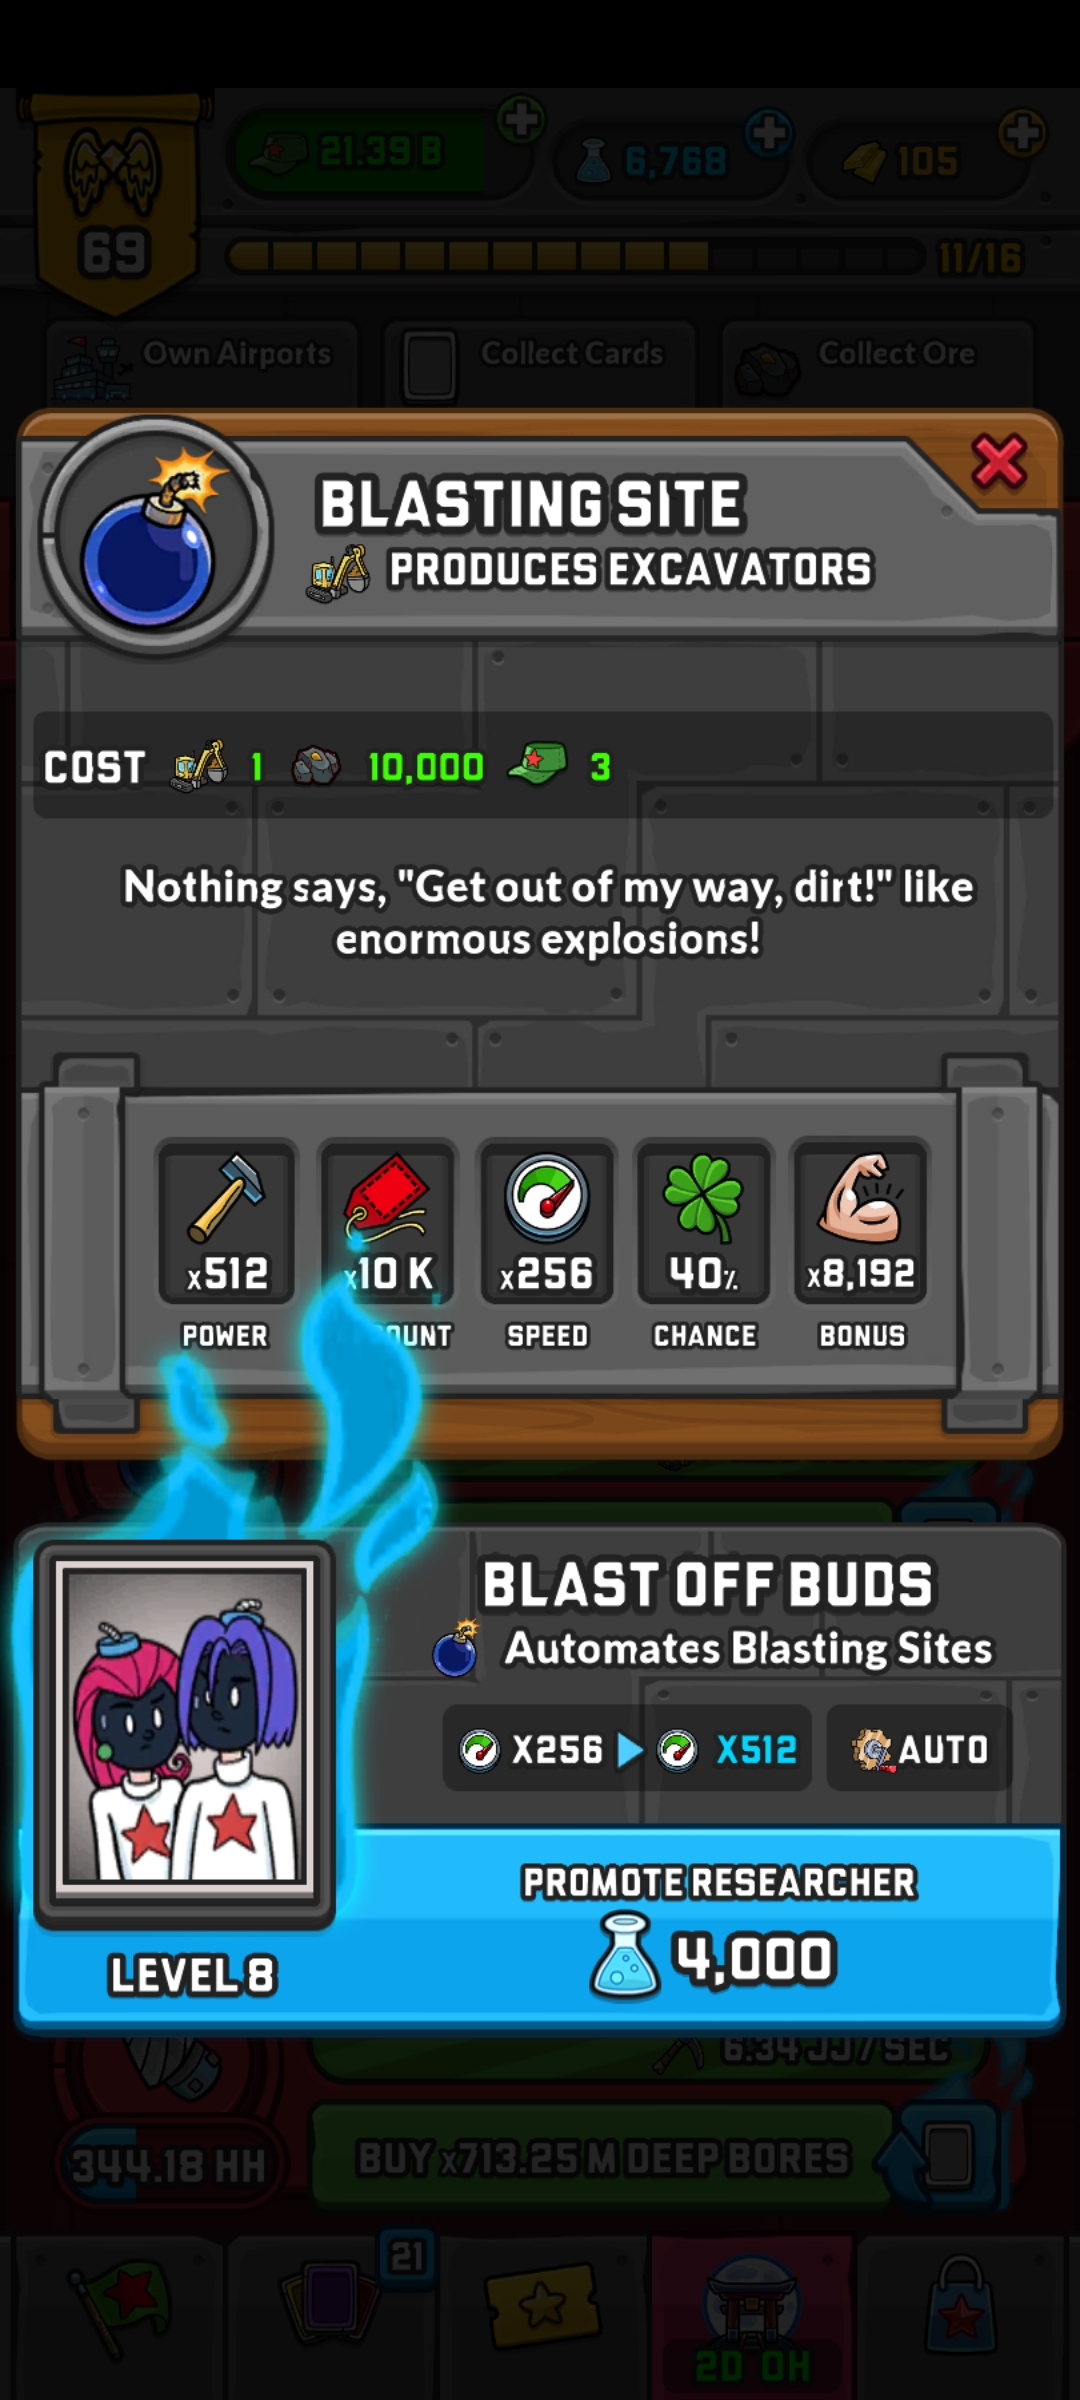 21.39 B
6,768
105
69
11/16
Own Airports
Collect Cards
Collect Ore
BLASTING SITE
PRODUCES EXCAVATORS
COST 1 10,000 3
Nothing says, "Get out of my way, dirt!" like
enormous explosions!
x512 x10 K x256 40% x8,192
POWER OUNT SPEED CHANCE BONUS
BLAST OFF BUDS
Automates Blasting Sites
X256 X512 AUTO
PROMOTE RESEARCHER
4,000
LEVEL 8
6.34 JJ / SEC
344.18 HH
BUY x713.25 M DEEP BORES
21
2D 0H